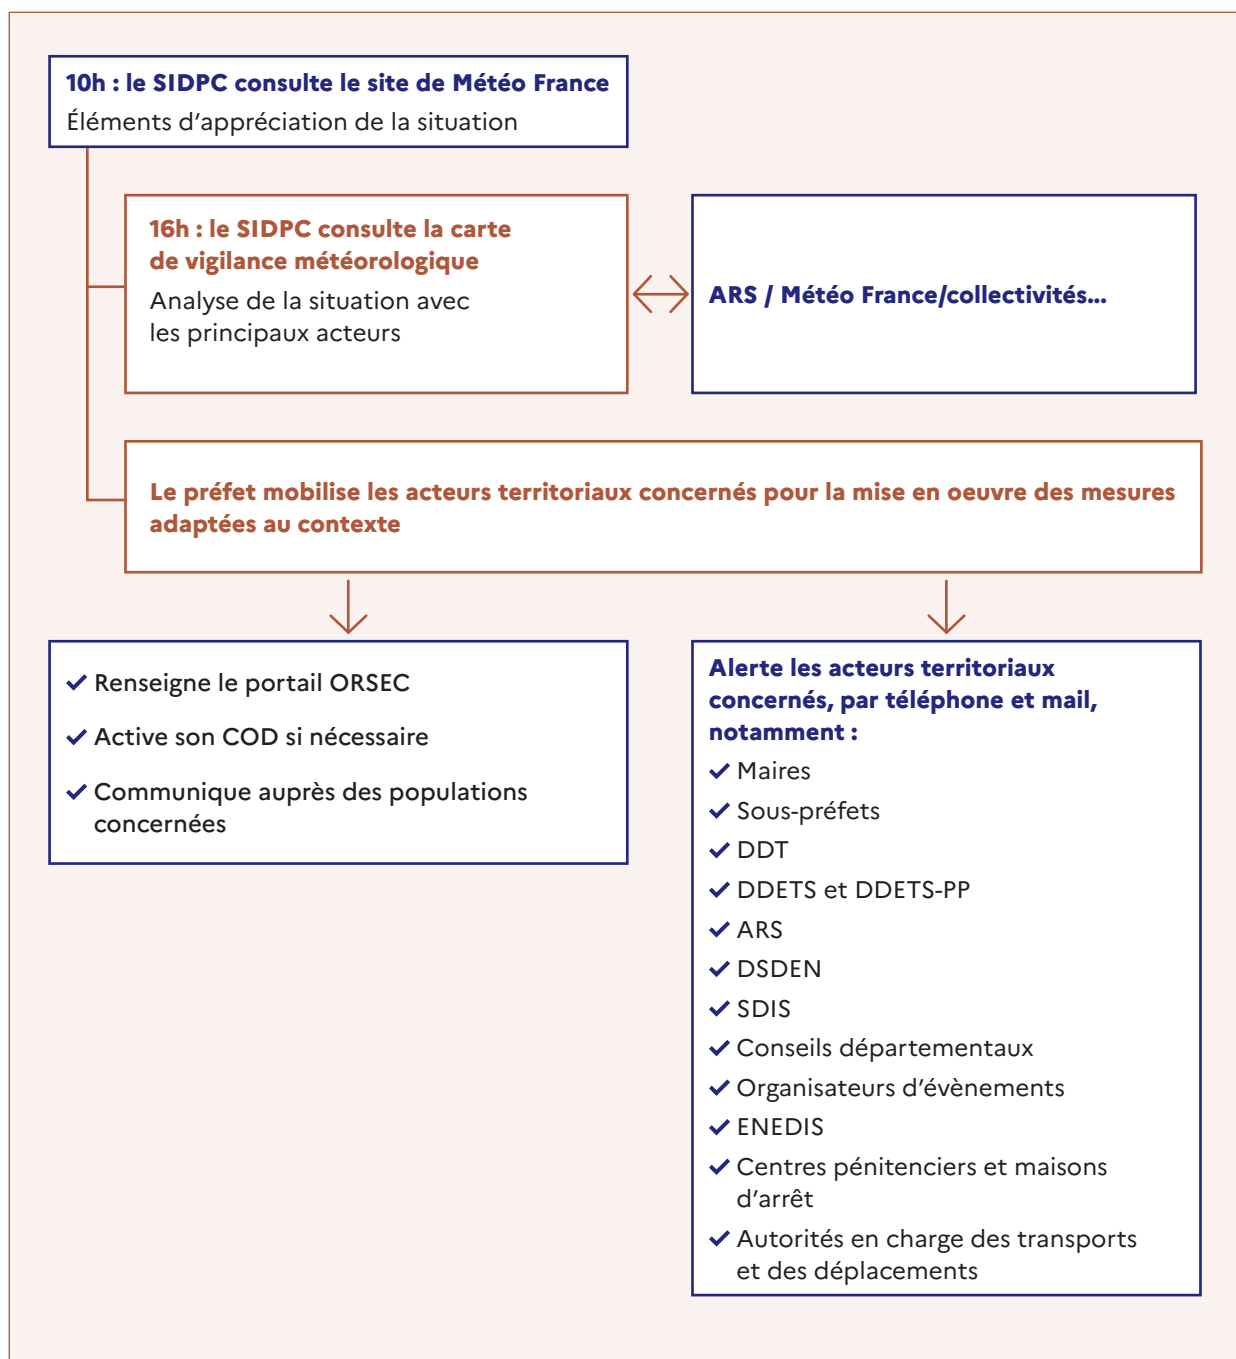 10h : le SIDPC consulte le site de Météo France
Éléments d’appréciation de la situation
16h : le SIDPC consulte la carte
de vigilance météorologique
Analyse de la situation avec
les principaux acteurs
ARS / Météo France/collectivités...
Le préfet mobilise les acteurs territoriaux concernés pour la mise en oeuvre des mesures
adaptées au contexte
✓ Renseigne le portail ORSEC
✓ Active son COD si nécessaire
✓ Communique auprès des populations
concernées
Alerte les acteurs territoriaux
concernés, par téléphone et mail,
notamment :
✓ Maires
✓ Sous-préfets
✓ DDT
✓ DDETS et DDETS-PP
✓ ARS
✓ DSDEN
✓ SDIS
✓ Conseils départementaux
✓ Organisateurs d’évènements
✓ ENEDIS
✓ Centres pénitenciers et maisons
d’arrêt
✓ Autorités en charge des transports
et des déplacements